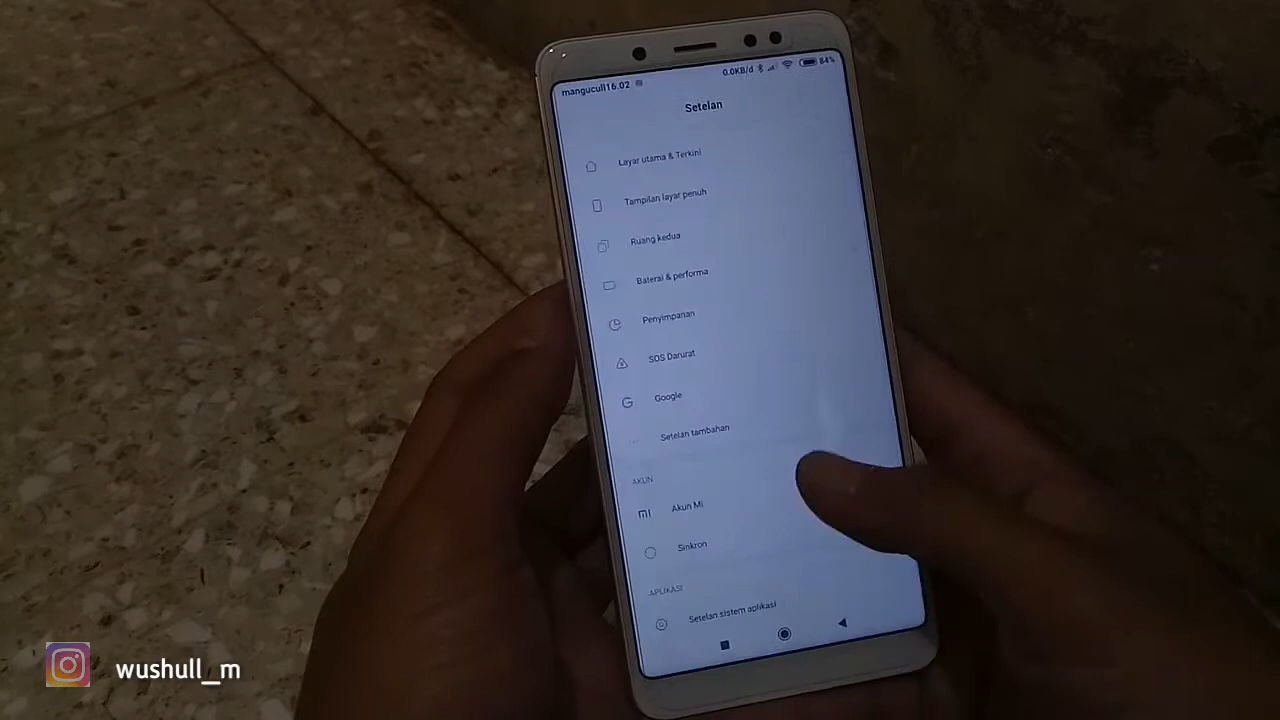 mangucull16.02
0.0KB/d
84%
Setelan
Layar utama & Terkini
Tampilan layar penuh
Ruang kedua
Baterai & performa
Penyimpanan
SOS Darurat
Google
Setelan tambahan
AKUN
Akun Mi
Sinkron
APLIKASI
Setelan sistem aplikasi
wushull_m